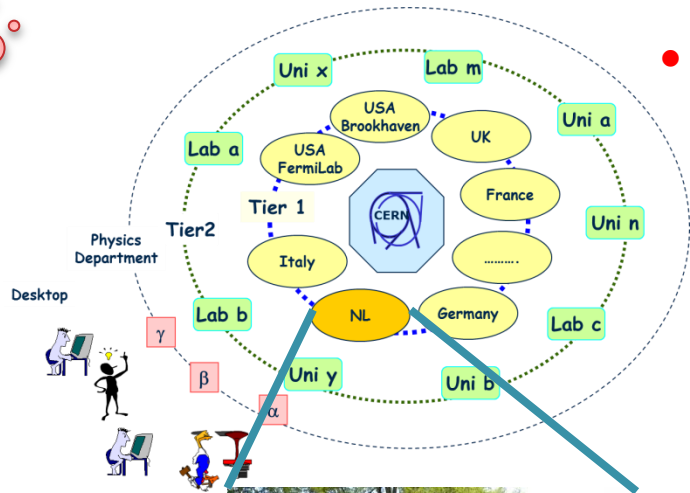 Uni x
Lab m
USA
Brookhaven
Uni a
UK
USA
FermiLab
Lab a
France
Tier 1
CERN
Tier2
Uni n
Physics
Department
Italy
..........
Desktop
Lab b
NL
Germany
Lab c
γ
Uni y
Uni b
β
α